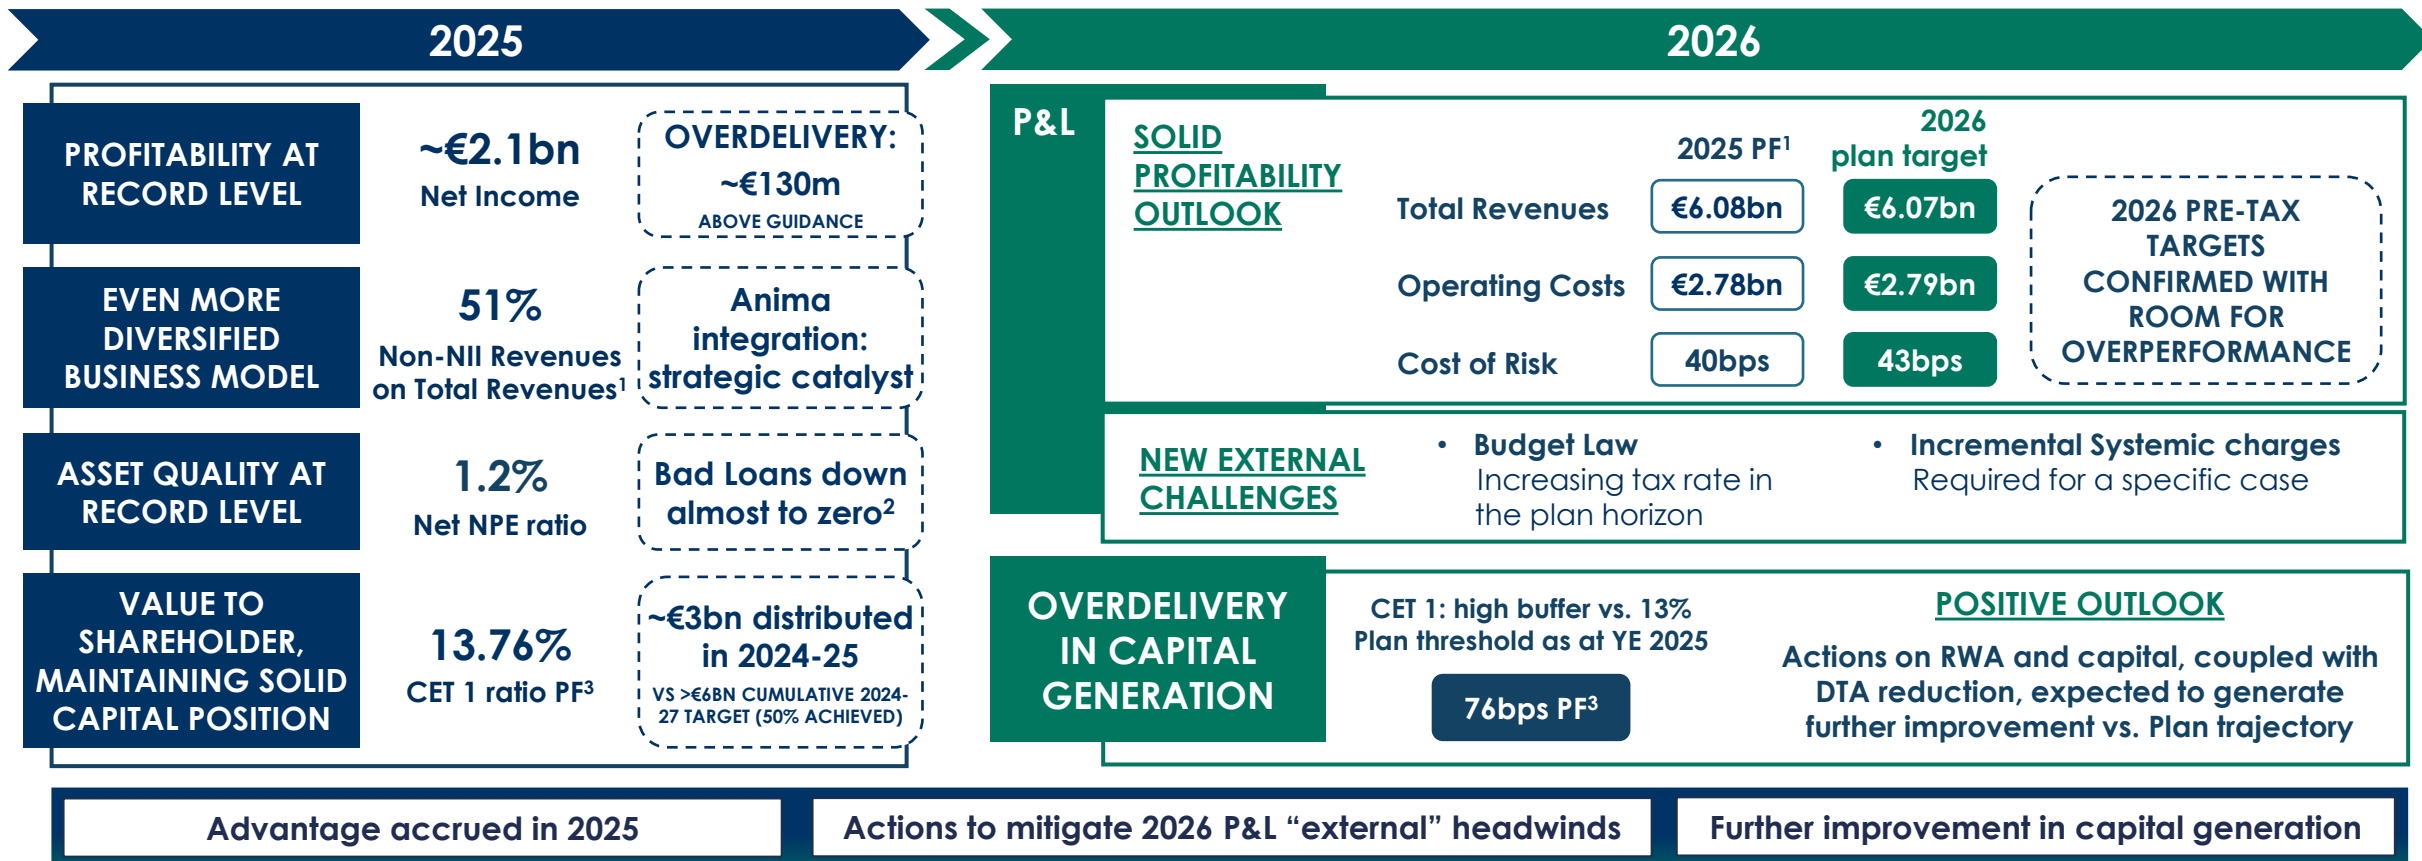 2025
PROFITABILITY AT
RECORD LEVEL
~€2.1bn
Net Income
OVERDELIVERY:
~€130m
ABOVE GUIDANCE
EVEN MORE
DIVERSIFIED
BUSINESS MODEL
51%
Non-NII Revenues
on Total Revenues¹
Anima
integration:
strategic catalyst
ASSET QUALITY AT
RECORD LEVEL
1.2%
Net NPE ratio
Bad Loans down
almost to zero²
VALUE TO
SHAREHOLDER,
MAINTAINING SOLID
CAPITAL POSITION
13.76%
CET 1 ratio PF³
~€3bn distributed
in 2024-25
VS >€6BN CUMULATIVE 2024-
27 TARGET (50% ACHIEVED)
2026
P&L
SOLID
PROFITABILITY
OUTLOOK
2025 PF¹
2026
plan target
Total Revenues
€6.08bn
€6.07bn
Operating Costs
€2.78bn
€2.79bn
Cost of Risk
40bps
43bps
2026 PRE-TAX
TARGETS
CONFIRMED WITH
ROOM FOR
OVERPERFORMANCE
NEW EXTERNAL
CHALLENGES
• Budget Law
Increasing tax rate in
the plan horizon
• Incremental Systemic charges
Required for a specific case
OVERDELIVERY
IN CAPITAL
GENERATION
CET 1: high buffer vs. 13%
Plan threshold as at YE 2025
76bps PF³
POSITIVE OUTLOOK
Actions on RWA and capital, coupled with
DTA reduction, expected to generate
further improvement vs. Plan trajectory
Advantage accrued in 2025
Actions to mitigate 2026 P&L “external” headwinds
Further improvement in capital generation